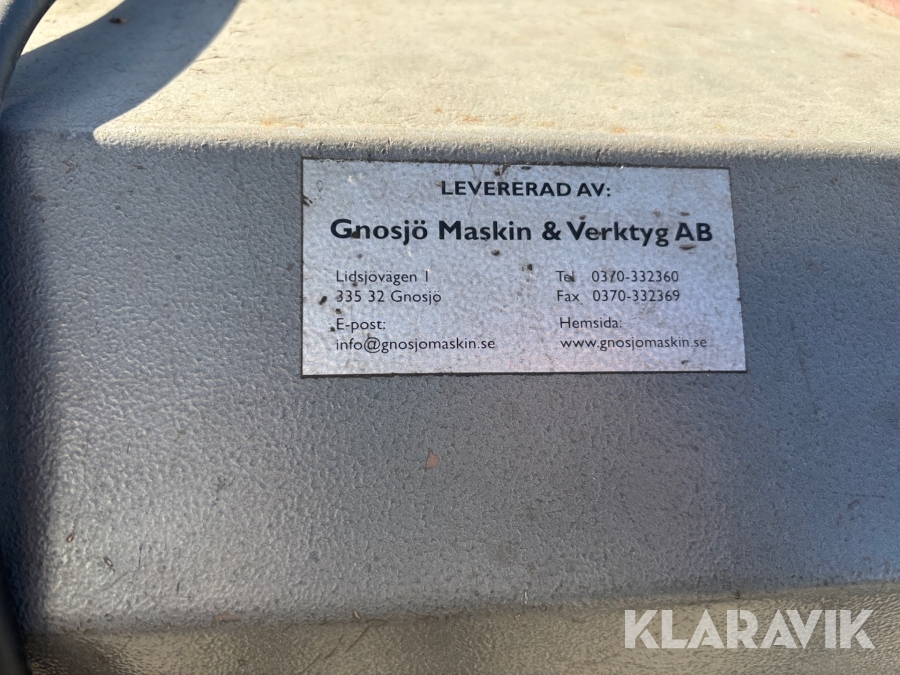 LEVERERAD AV:
Gnosjö Maskin & Verktyg AB
Lidsjövägen 1
335 32 Gnosjö
Tel 0370-332360
Fax 0370-332369
E-post:
info@gnosjomaskin.se
Hemsida:
www.gnosjomaskin.se
KLARAVIK